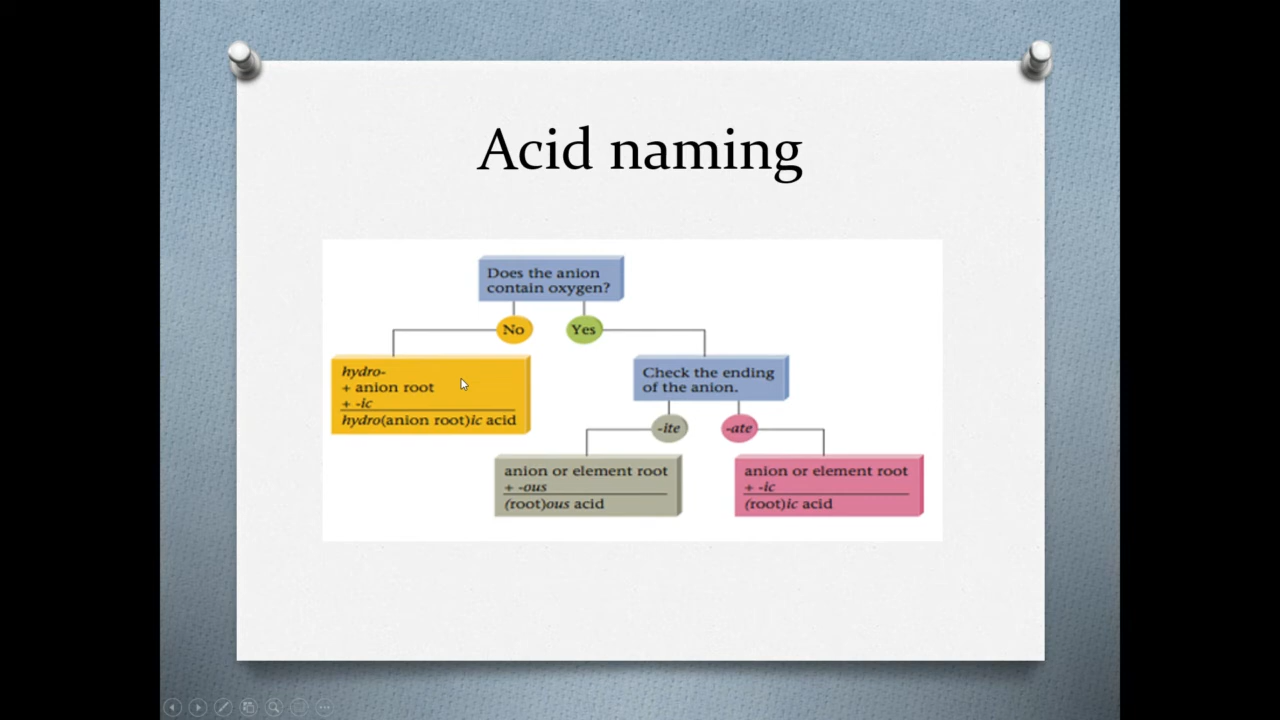 Acid naming
Does the anion
contain oxygen?
No
Yes
hydro-
+ anion root
+ -ic
hydro(anion root)ic acid
Check the ending
of the anion.
-ite
-ate
anion or element root
+ -ous
(root)ous acid
anion or element root
+ -ic
(root)ic acid